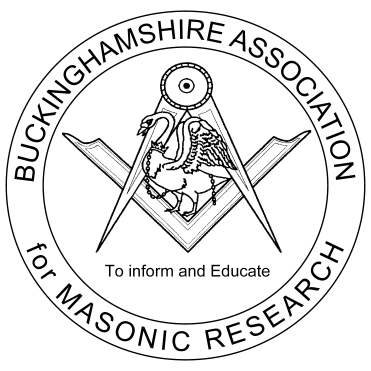 BUCKINGHAMSHIRE ASSOCIATION
for MASONIC RESEARCH
To inform and Educate